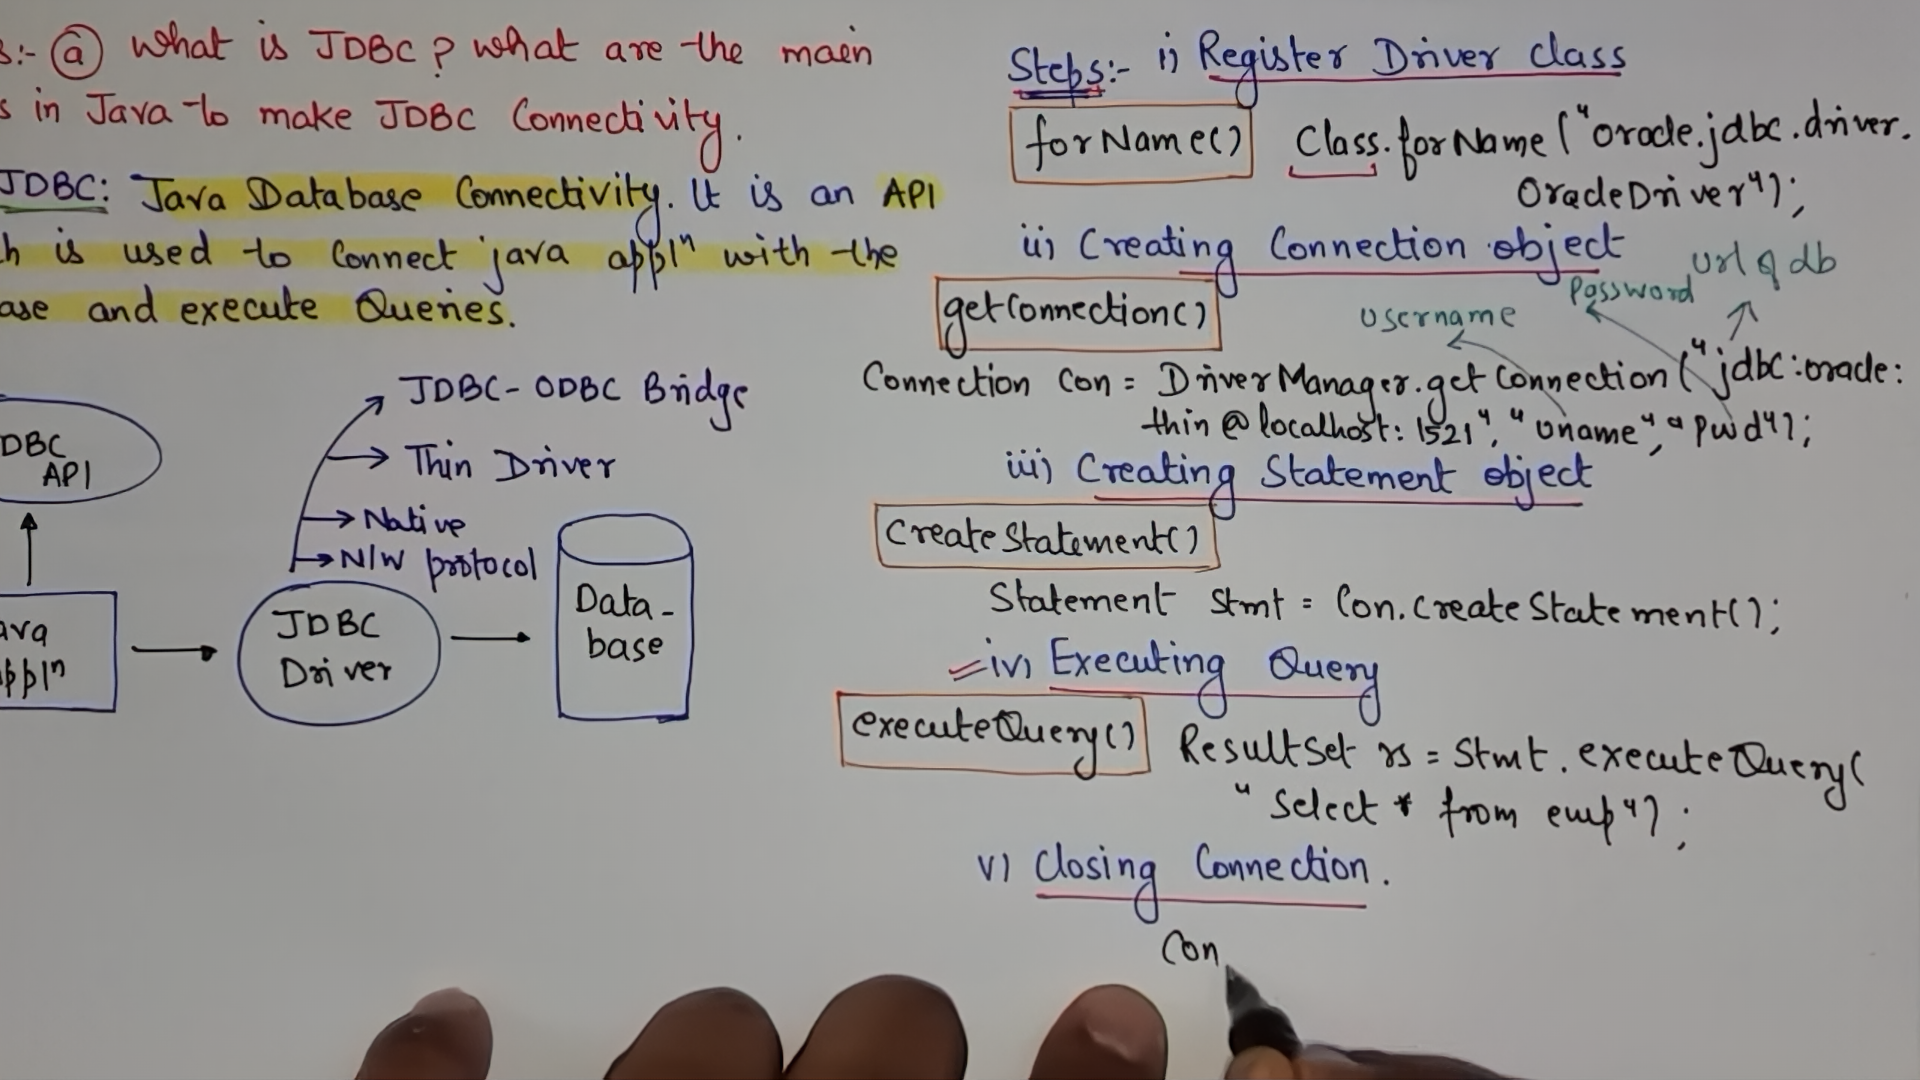 s:- (a) What is JDBC? what are the main
s in Java to make JDBC Connectivity.
JDBC: Java Database Connectivity. It is an API
h is used to Connect java applⁿ with the
ase and execute Queries.
JDBC-ODBC Bridge
Thin Driver
Native
N/W protocol
DBC
API
ava
pplⁿ
JDBC
Driver
Data-
base
Steps:- i) Register Driver class
forName() Class.forName("oracle.jdbc.driver.
OracleDriver");
ii) Creating Connection object
url of db
password
username
getConnection()
Connection Con = DriverManager.getConnection("jdbc:oracle:
thin@localhost:1521", "uname", "pwd");
iii) Creating Statement object
CreateStatement()
Statement Stmt = Con.createStatement();
iv) Executing Query
executeQuery() ResultSet rs = Stmt.executeQuery(
"Select * from emp");
v) Closing Connection.
Con